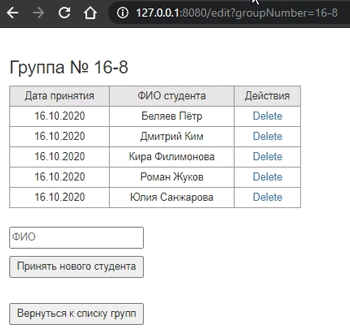 127.0.0.1:8080/edit?groupNumber=16-8
Группа № 16-8
Дата принятия ФИО студента Действия
16.10.2020 Беляев Пётр Delete
16.10.2020 Дмитрий Ким Delete
16.10.2020 Кира Филимонова Delete
16.10.2020 Роман Жуков Delete
16.10.2020 Юлия Санжарова Delete
ФИО
Принять нового студента
Вернуться к списку групп